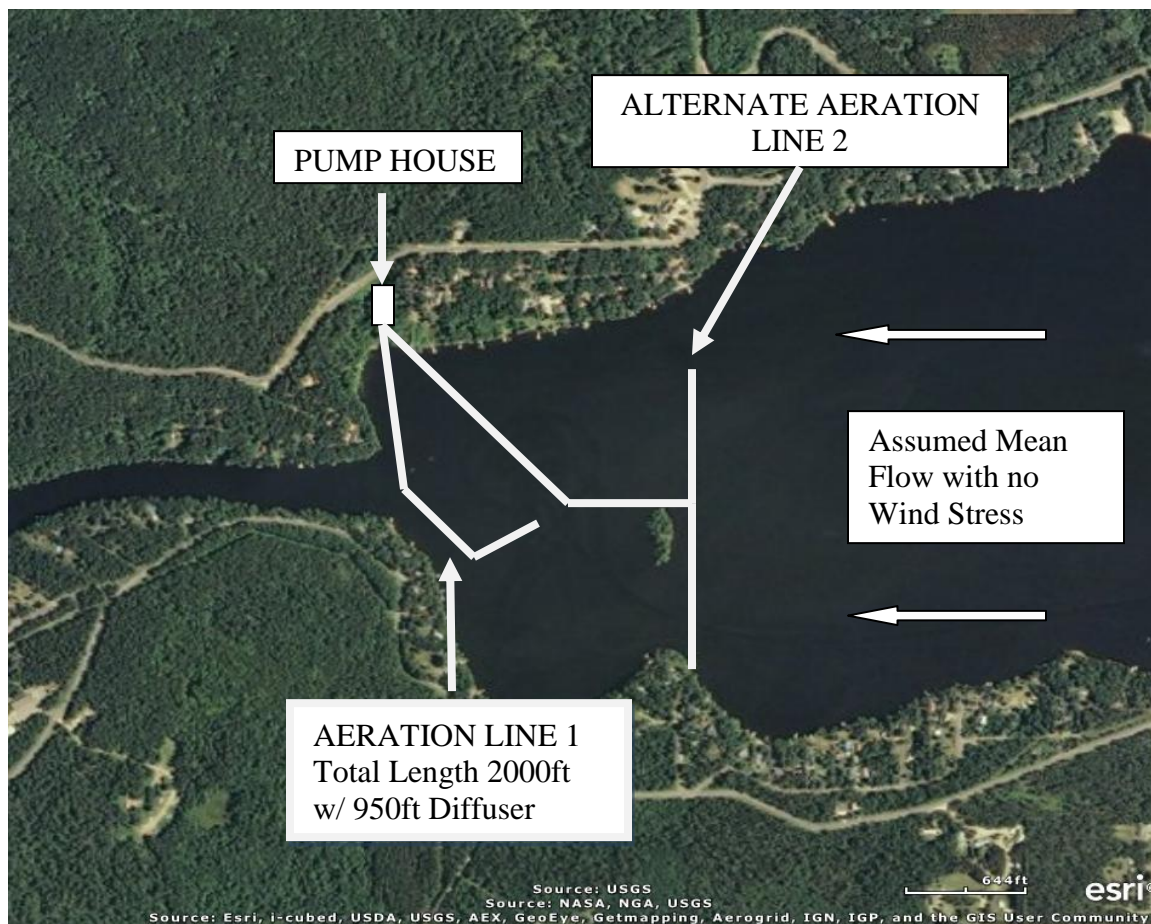 ALTERNATE AERATION
LINE 2
PUMP HOUSE
Assumed Mean
Flow with no
Wind Stress
AERATION LINE 1
Total Length 2000ft
w/ 950ft Diffuser
644ft
esri
Source: USGS
Source: NASA, NGA, USGS
Source: Esri, i-cubed, USDA, USGS, AEX, GeoEye, Getmapping, Aerogrid, IGN, IGP, and the GIS User Community